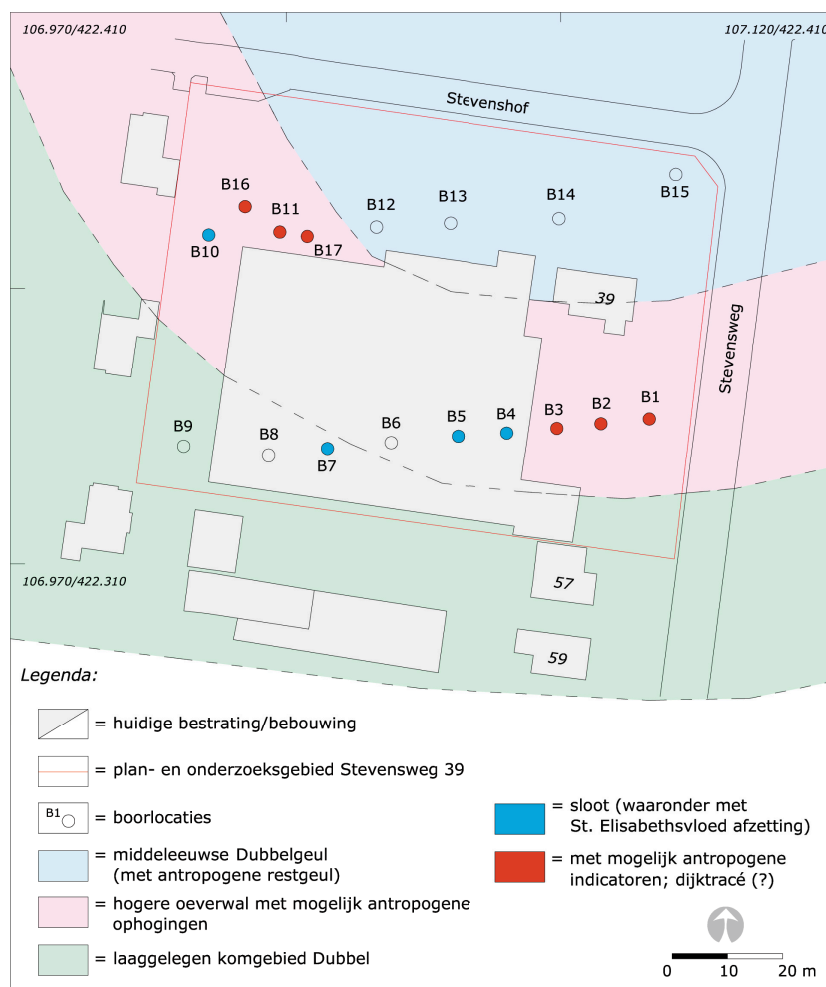 106.970/422.410
107.120/422.410
Stevenshof
B15
B16
B11
B12
B13
B14
B10
B17
39
Stevensweg
B1
B2
B3
B4
B5
B6
B9
B8
B7
106.970/422.310
57
59
Legenda:
= huidige bestrating/bebouwing
= plan- en onderzoeksgebied Stevensweg 39
B1
= boorlocaties
= middeleeuwse Dubbelgeul
(met antropogene restgeul)
= hogere oeverwal met mogelijk antropogene
ophogingen
= laaggelegen komgebied Dubbel
= sloot (waaronder met
St. Elisabethsvloed afzetting)
= met mogelijk antropogene
indicatoren; dijktracé (?)
0 10 20 m